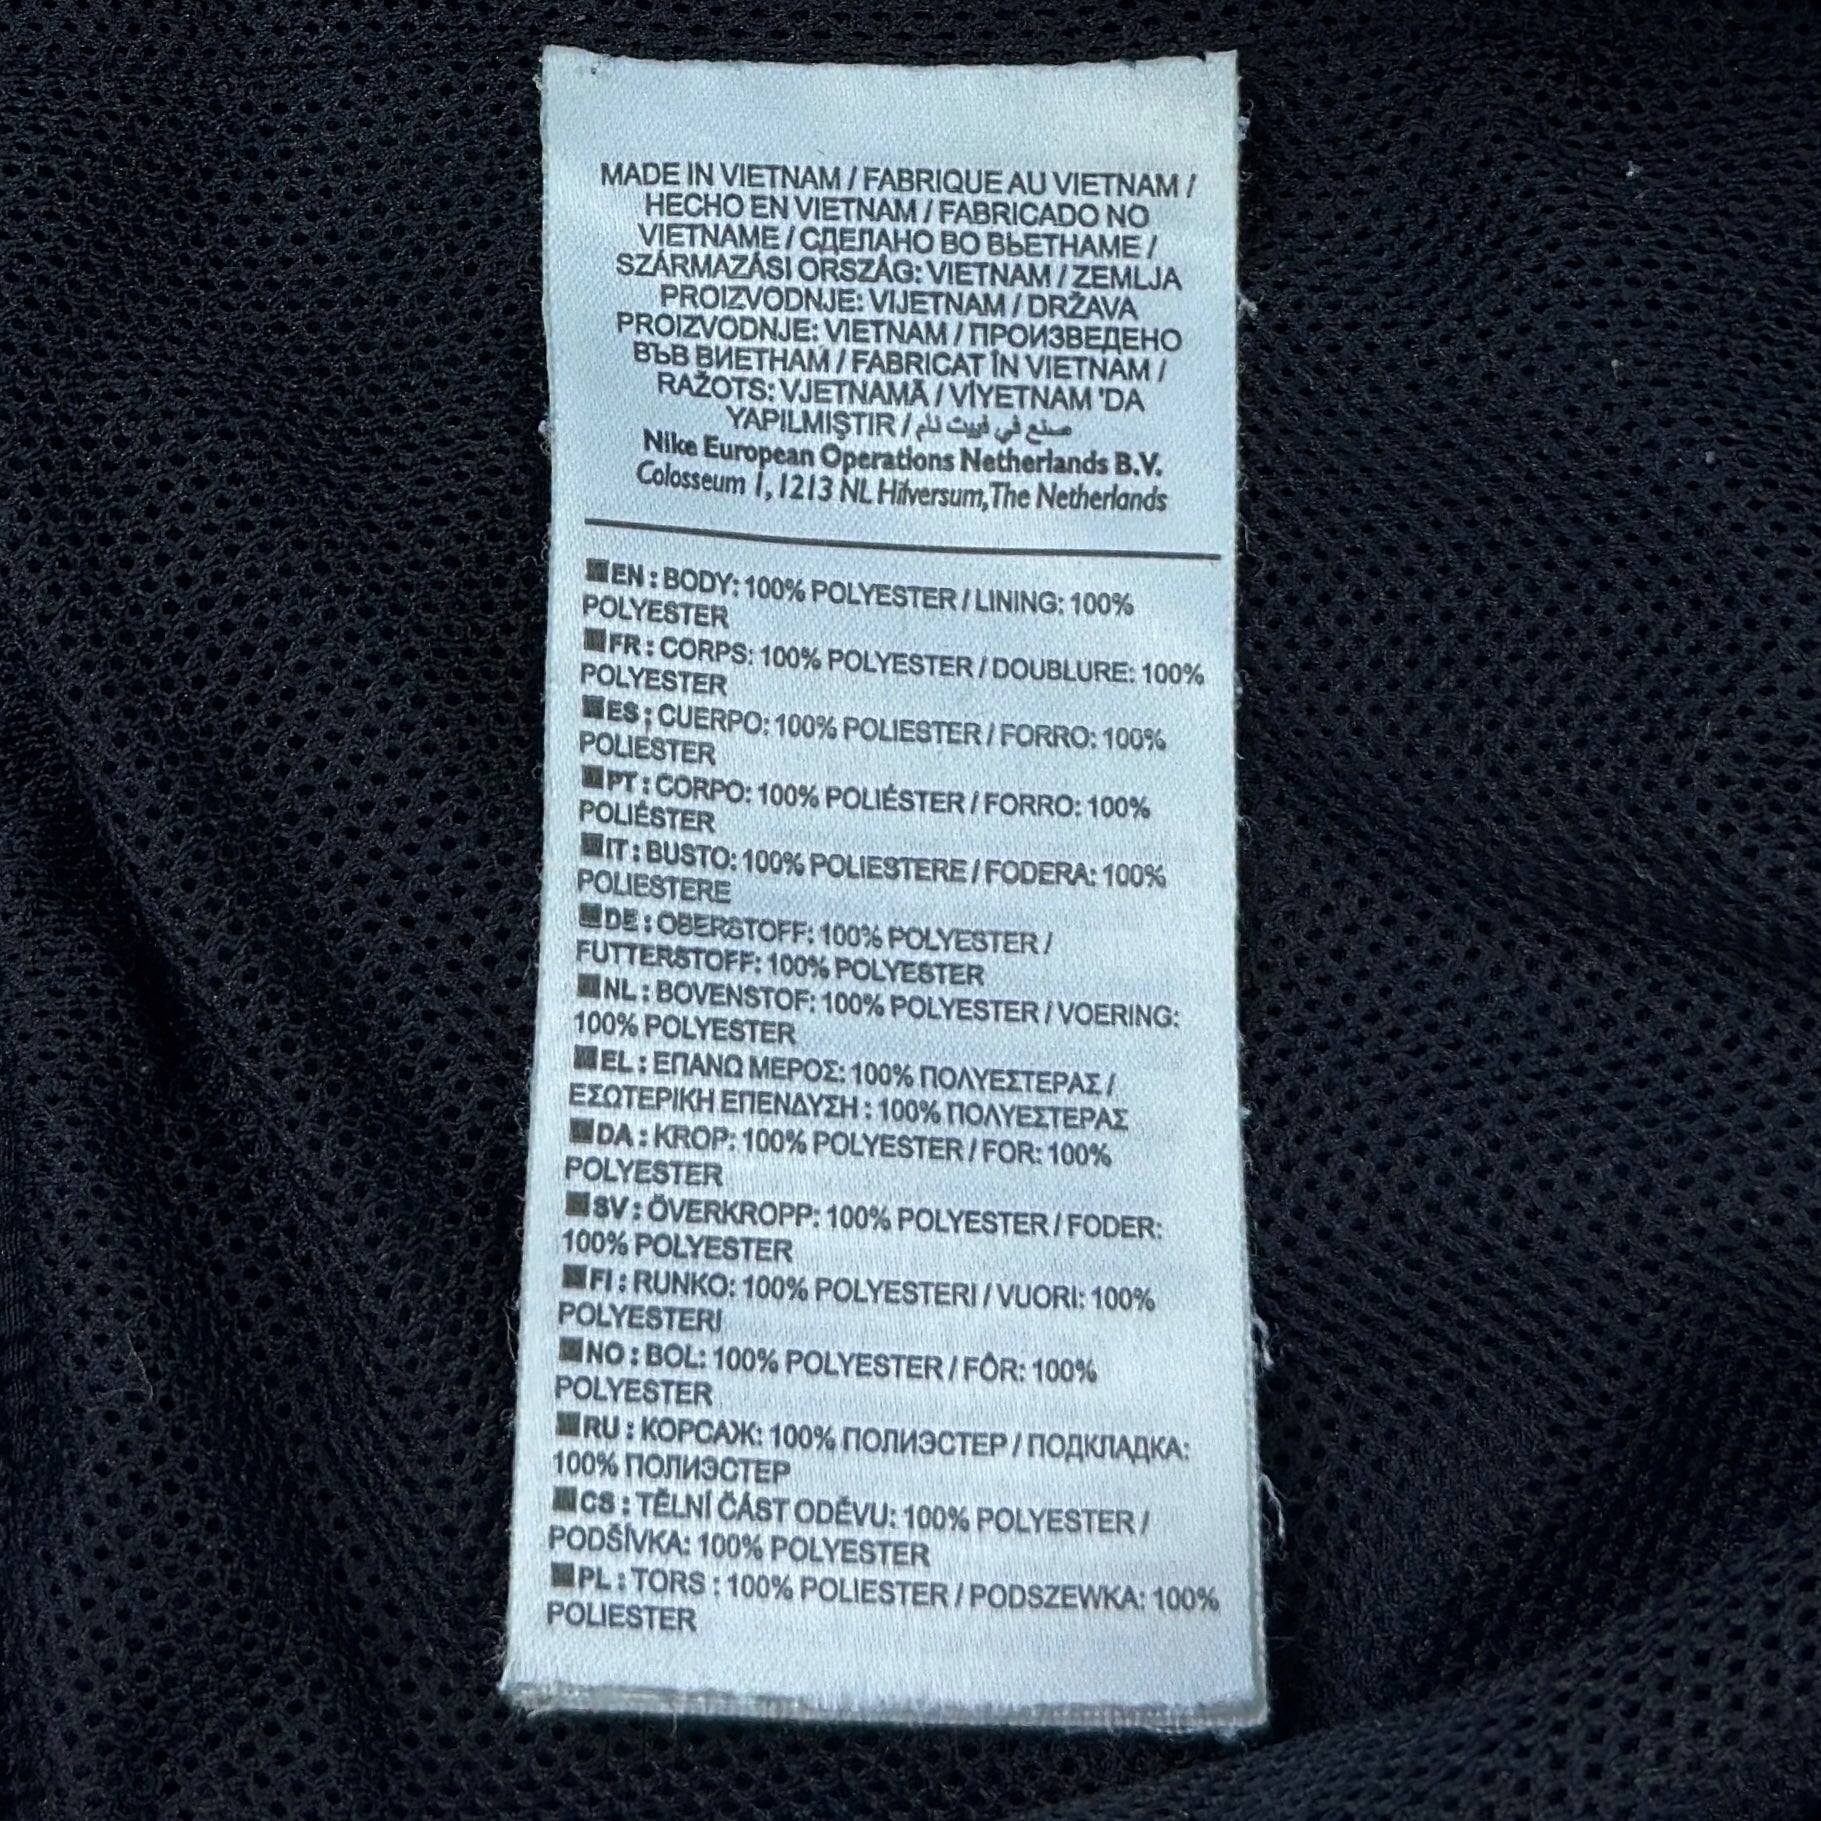 MADE IN VIETNAM / FABRIQUE AU VIETNAM /
HECHO EN VIETNAM / FABRICADO NO
VIETNAME / СДЕЛАНО ВО ВЬЕТНАМЕ /
SZÁRMAZÁSI ORSZÁG: VIETNAM / ZEMLJA
PROIZVODNJE: VIJETNAM / DRŽAVA
PROIZVODNJE: VIETNAM / ПРОИЗВЕДЕНО
ВЪВ ВИЕТНАМ / FABRICAT ÎN VIETNAM /
RAŽOTS: VJETNAMĀ / VİYETNAM 'DA
YAPILMIŞTIR / صنع في فييت نام
Nike European Operations Netherlands B.V.
Colosseum 1, 1213 NL Hilversum, The Netherlands
EN : BODY: 100% POLYESTER / LINING: 100%
POLYESTER
FR : CORPS: 100% POLYESTER / DOUBLURE: 100%
POLYESTER
ES : CUERPO: 100% POLIESTER / FORRO: 100%
POLIESTER
PT : CORPO: 100% POLIÉSTER / FORRO: 100%
POLIÉSTER
IT : BUSTO: 100% POLIESTERE / FODERA: 100%
POLIESTERE
DE : OBERSTOFF: 100% POLYESTER /
FUTTERSTOFF: 100% POLYESTER
NL : BOVENSTOF: 100% POLYESTER / VOERING:
100% POLYESTER
EL : ΕΠΑΝΩ ΜΕΡΟΣ: 100% ΠΟΛΥΕΣΤΕΡΑΣ /
ΕΣΩΤΕΡΙΚΗ ΕΠΕΝΔΥΣΗ : 100% ΠΟΛΥΕΣΤΕΡΑΣ
DA : KROP: 100% POLYESTER / FOR: 100%
POLYESTER
SV : ÖVERKROPP: 100% POLYESTER / FODER:
100% POLYESTER
FI : RUNKO: 100% POLYESTERI / VUORI: 100%
POLYESTERI
NO : BOL: 100% POLYESTER / FÔR: 100%
POLYESTER
RU : КОРСАЖ: 100% ПОЛИЭСТЕР / ПОДКЛАДКА:
100% ПОЛИЭСТЕР
CS : TĚLNÍ ČÁST ODĚVU: 100% POLYESTER /
PODŠÍVKA: 100% POLYESTER
PL : TORS : 100% POLIESTER / PODSZEWKA: 100%
POLIESTER